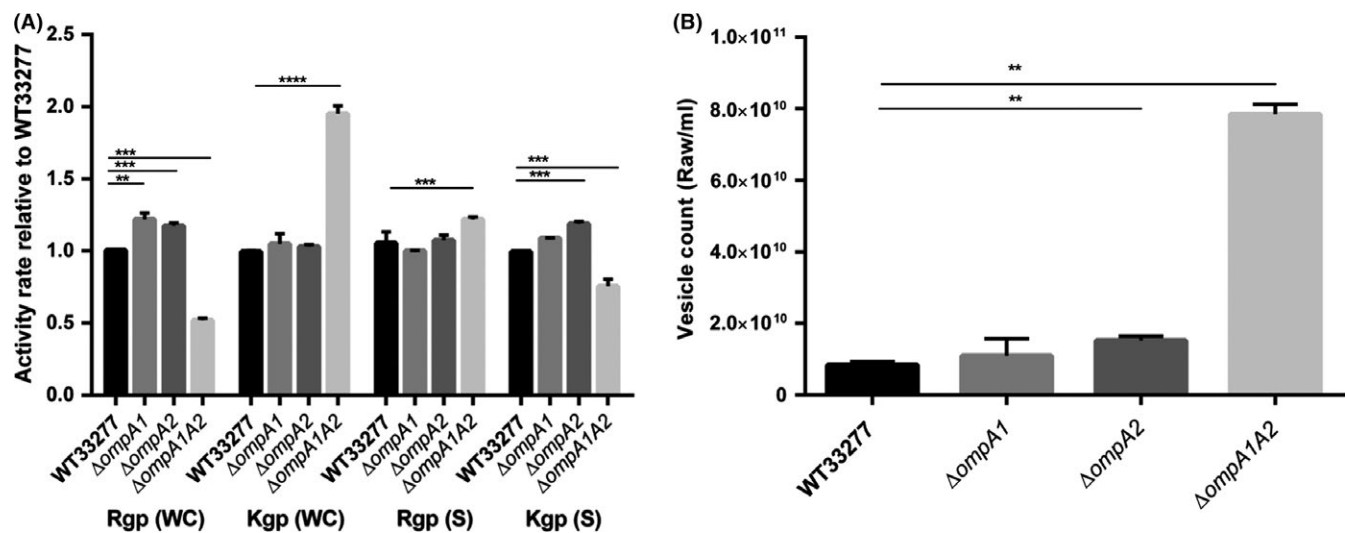 (A)
Activity rate relative to WT33277
2.5
2.0
1.5
1.0
0.5
0.0
***
***
**
****
***
***
***
WT33277
ΔompA1
ΔompA2
ΔompA1A2
WT33277
ΔompA1
ΔompA2
ΔompA1A2
WT33277
ΔompA1
ΔompA2
ΔompA1A2
WT33277
ΔompA1
ΔompA2
ΔompA1A2
Rgp (WC)
Kgp (WC)
Rgp (S)
Kgp (S)
(B)
Vesicle count (Raw/ml)
1.0×10¹¹
8.0×10¹⁰
6.0×10¹⁰
4.0×10¹⁰
2.0×10¹⁰
0
**
**
WT33277
ΔompA1
ΔompA2
ΔompA1A2